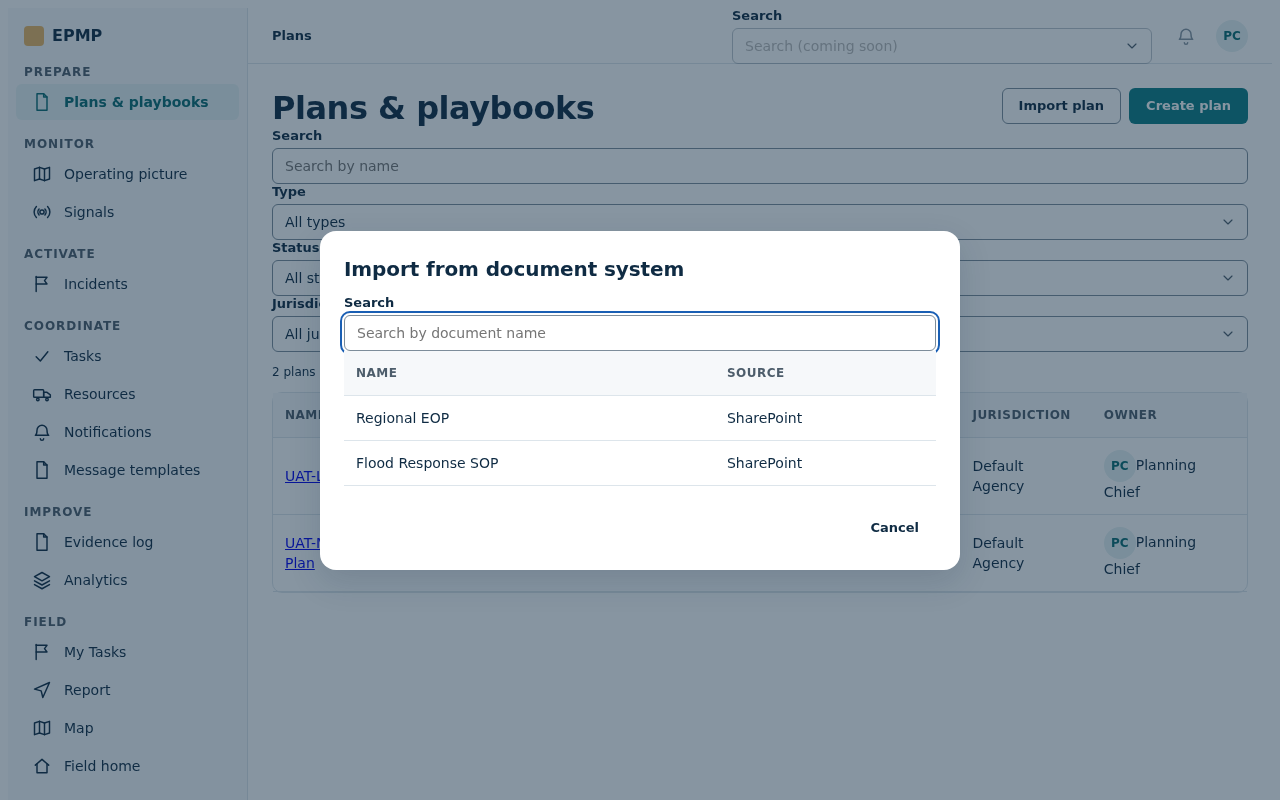 EPMP
PREPARE
Plans & playbooks
MONITOR
Operating picture
Signals
ACTIVATE
Incidents
COORDINATE
Tasks
Resources
Notifications
Message templates
IMPROVE
Evidence log
Analytics
FIELD
My Tasks
Report
Map
Field home
Plans
Search
Search (coming soon)
PC
Plans & playbooks
Import plan
Create plan
Search
Search by name
Type
All types
Status
All
All
2 plans
JURISDICTION
OWNER
Default
Agency
PC Planning
Chief
Plan
Default
Agency
PC Planning
Chief
Import from document system
Search
Search by document name
NAME
SOURCE
Regional EOP
SharePoint
Flood Response SOP
SharePoint
Cancel